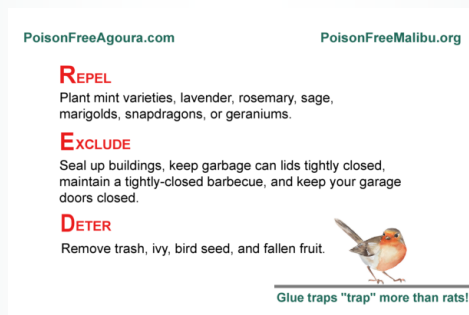 PoisonFreeAgoura.com
PoisonFreeMalibu.org
REPEL
Plant mint varieties, lavender, rosemary, sage,
marigolds, snapdragons, or geraniums.
EXCLUDE
Seal up buildings, keep garbage can lids tightly closed,
maintain a tightly-closed barbecue, and keep your garage
doors closed.
DETER
Remove trash, ivy, bird seed, and fallen fruit.
Glue traps "trap" more than rats!